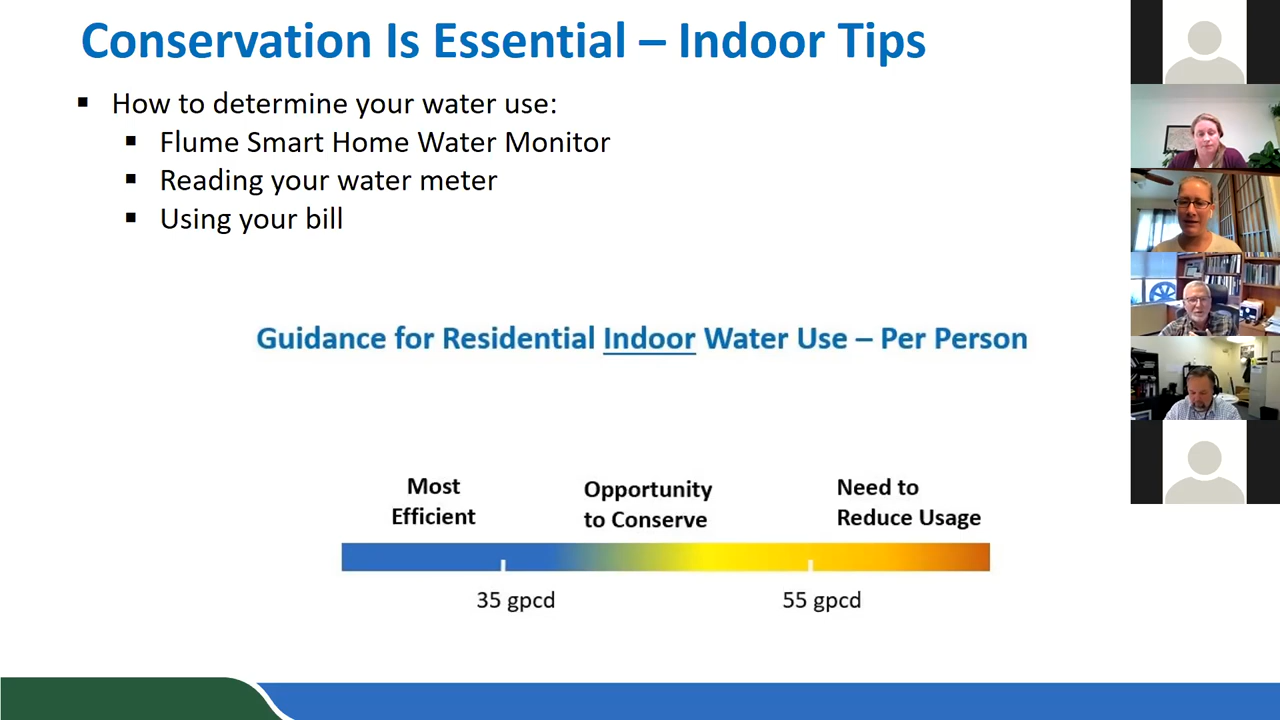 Conservation Is Essential – Indoor Tips
▪ How to determine your water use:
▪ Flume Smart Home Water Monitor
▪ Reading your water meter
▪ Using your bill
Guidance for Residential Indoor Water Use – Per Person
Most
Efficient
Opportunity
to Conserve
Need to
Reduce Usage
35 gpcd
55 gpcd